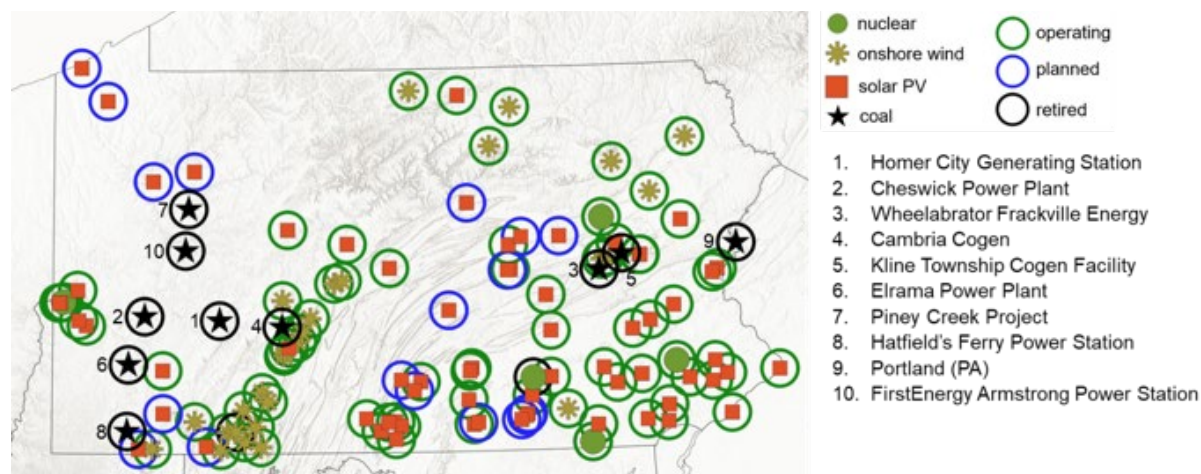 nuclear
onshore wind
solar PV
coal
operating
planned
retired
1. Homer City Generating Station
2. Cheswick Power Plant
3. Wheelabrator Frackville Energy
4. Cambria Cogen
5. Kline Township Cogen Facility
6. Elrama Power Plant
7. Piney Creek Project
8. Hatfield's Ferry Power Station
9. Portland (PA)
10. FirstEnergy Armstrong Power Station
7
10
9
3
5
2
1
4
6
8